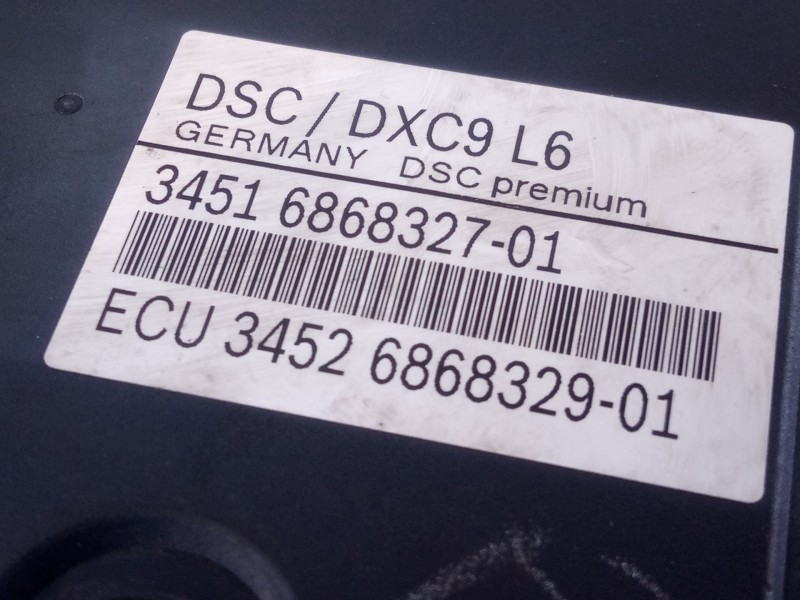 DSC / DXC9 L6
GERMANY DSC premium
3451 6868327-01
ECU 3452 6868329-01